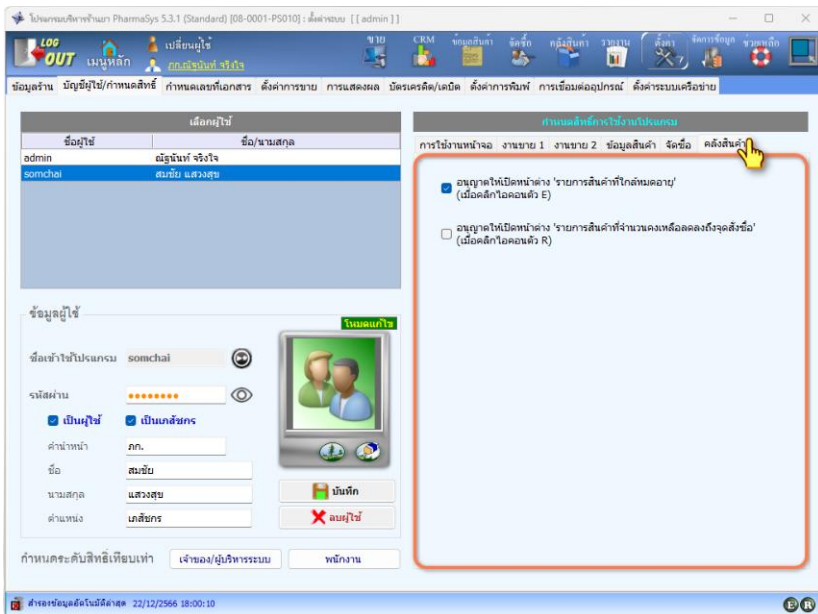 โปรแกรมบริหารร้านยา PharmaSys 5.3.1 (Standard) [08-0001-PS010] : ตั้งค่าระบบ [[ admin ]]
LOG OUT เมนูหลัก เปลี่ยนผู้ใช้ ขาย CRM ข้อมูลสินค้า จัดซื้อ คลังสินค้า รายงาน ตั้งค่า จัดการข้อมูล ช่วยเหลือ
ภก.ณัฐนันท์ จริงใจ
ข้อมูลร้าน บัญชีผู้ใช้/กำหนดสิทธิ์ กำหนดเลขที่เอกสาร ตั้งค่าการขาย การแสดงผล บัตรเครดิต/เดบิต ตั้งค่าการพิมพ์ การเชื่อมต่ออุปกรณ์ ตั้งค่าระบบเครือข่าย
เลือกผู้ใช้
ชื่อผู้ใช้ ชื่อ/นามสกุล
admin ณัฐนันท์ จริงใจ
somchai สมชัย แสวงสุข
กำหนดสิทธิ์การใช้งานโปรแกรม
การใช้งานหน้าจอ งานขาย 1 งานขาย 2 ข้อมูลสินค้า จัดซื้อ คลังสินค้า
อนุญาตให้เปิดหน้าต่าง 'รายการสินค้าที่ใกล้หมดอายุ'
(เมื่อคลิกไอคอนตัว E)
อนุญาตให้เปิดหน้าต่าง 'รายการสินค้าที่จำนวนคงเหลือลดลงถึงจุดสั่งซื้อ'
(เมื่อคลิกไอคอนตัว R)
ข้อมูลผู้ใช้
โหมดแก้ไข
ชื่อเข้าใช้โปรแกรม somchai
รหัสผ่าน ••••••••
เป็นผู้ใช้ เป็นเภสัชกร
คำนำหน้า ภก.
ชื่อ สมชัย
นามสกุล แสวงสุข
ตำแหน่ง เภสัชกร
บันทึก
ลบผู้ใช้
กำหนดระดับสิทธิ์เทียบเท่า เจ้าของ/ผู้บริหารระบบ พนักงาน
สำรองข้อมูลอัตโนมัติล่าสุด 22/12/2566 18:00:10 E R